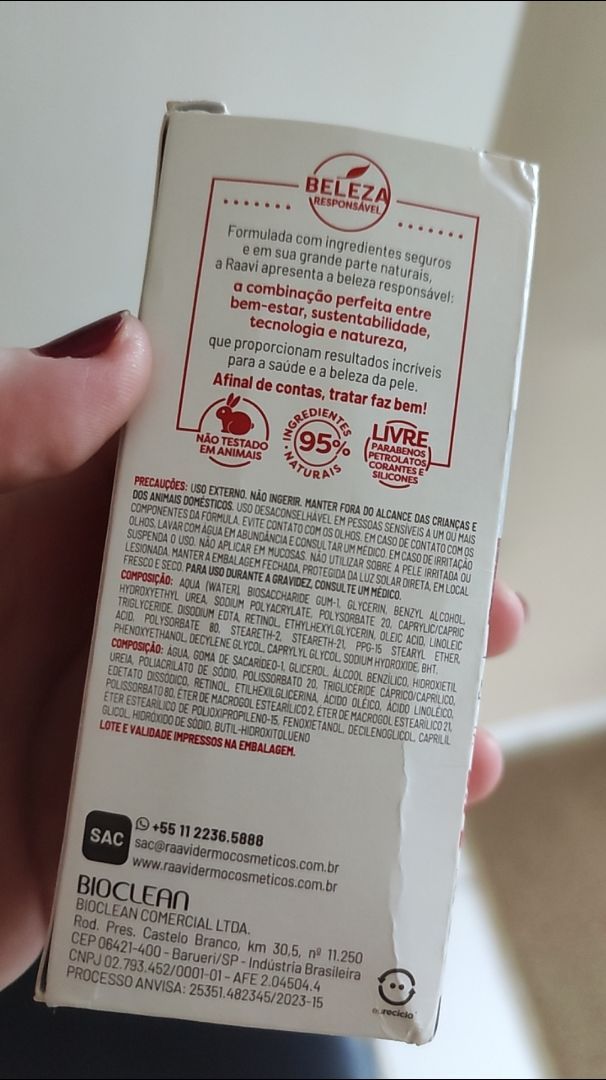 BELEZA
RESPONSÁVEL
Formulada com ingredientes seguros
e em sua grande parte naturais,
a Raavi apresenta a beleza responsável:
a combinação perfeita entre
bem-estar, sustentabilidade,
tecnologia e natureza,
que proporcionam resultados incríveis
para a saúde e a beleza da pele.
Afinal de contas, tratar faz bem!
NÃO TESTADO
EM ANIMAIS
INGREDIENTES
95%
NATURAIS
LIVRE
PARABENOS
PETROLATOS
CORANTES E
SILICONES
PRECAUÇÕES: USO EXTERNO. NÃO INGERIR. MANTER FORA DO ALCANCE DAS CRIANÇAS E
DOS ANIMAIS DOMÉSTICOS. USO DESACONSELHÁVEL EM PESSOAS SENSÍVEIS A UM OU MAIS
COMPONENTES DA FÓRMULA. EVITE CONTATO COM OS OLHOS. EM CASO DE CONTATO COM OS
OLHOS, LAVAR COM ÁGUA EM ABUNDÂNCIA E CONSULTAR UM MÉDICO. EM CASO DE IRRITAÇÃO
SUSPENDA O USO. NÃO APLICAR EM MUCOSAS. NÃO UTILIZAR SOBRE A PELE IRRITADA OU
LESIONADA. MANTER A EMBALAGEM FECHADA, PROTEGIDA DA LUZ SOLAR DIRETA, EM LOCAL
FRESCO E SECO. PARA USO DURANTE A GRAVIDEZ, CONSULTE UM MÉDICO.
COMPOSIÇÃO: AQUA (WATER), BIOSACCHARIDE GUM-1, GLYCERIN, BENZYL ALCOHOL,
HYDROXYETHYL UREA, SODIUM POLYACRYLATE, POLYSORBATE 20, CAPRYLIC/CAPRIC
TRIGLYCERIDE, DISODIUM EDTA, RETINOL, ETHYLHEXYLGLYCERIN, OLEIC ACID, LINOLEIC
ACID, POLYSORBATE 80, STEARETH-2, STEARETH-21, PPG-15 STEARYL ETHER,
PHENOXYETHANOL, DECYLENE GLYCOL, CAPRYLYL GLYCOL, SODIUM HYDROXIDE, BHT.
COMPOSIÇÃO: ÁGUA, GOMA DE SACARÍDEO-1, GLICEROL, ÁLCOOL BENZÍLICO, HIDROXIETIL
UREIA, POLIACRILATO DE SÓDIO, POLISSORBATO 20, TRIGLICERIDE CÁPRICO/CAPRÍLICO,
EDETATO DISSÓDICO, RETINOL, ETILHEXILGLICERINA, ÁCIDO OLÉICO, ÁCIDO LINOLÉICO,
POLISSORBATO 80, ÉTER DE MACROGOL ESTEARÍLICO 2, ÉTER DE MACROGOL ESTEARÍLICO 21,
ÉTER ESTEARÍLICO DE POLIOXIPROPILENO-15, FENOXIETANOL, DECILENOGLICOL, CAPRILIL
GLICOL, HIDRÓXIDO DE SÓDIO, BUTIL-HIDROXITOLUENO
LOTE E VALIDADE IMPRESSOS NA EMBALAGEM.
SAC
+55 11 2236.5888
sac@raavidermocosmeticos.com.br
www.raavidermocosmeticos.com.br
BIOCLEAN
BIOCLEAN COMERCIAL LTDA.
Rod. Pres. Castelo Branco, km 30,5, nº 11.250
CEP 06421-400 - Barueri/SP - Indústria Brasileira
CNPJ 02.793.452/0001-01 - AFE 2.04504.4
PROCESSO ANVISA: 25351.482345/2023-15
eureciclo